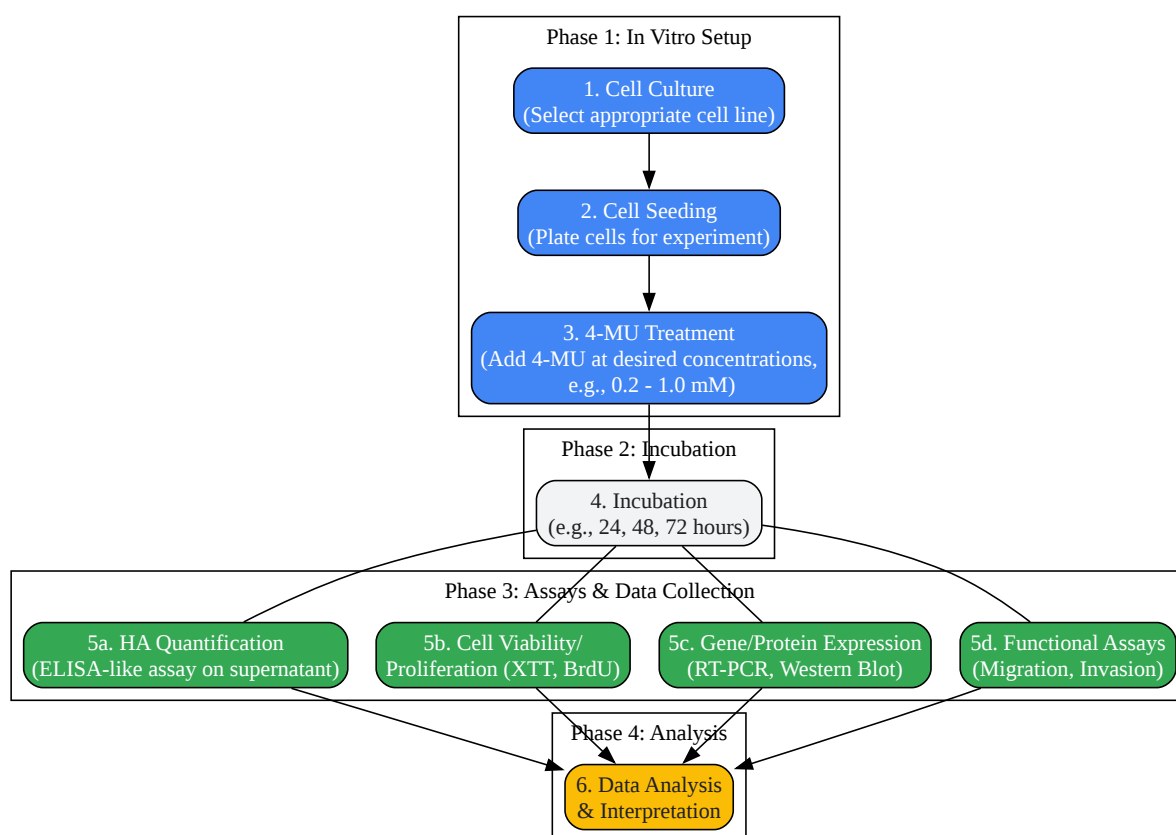 Phase 1: In Vitro Setup
1. Cell Culture
(Select appropriate cell line)
2. Cell Seeding
(Plate cells for experiment)
3. 4-MU Treatment
(Add 4-MU at desired concentrations,
e.g., 0.2 - 1.0 mM)
Phase 2: Incubation
4. Incubation
(e.g., 24, 48, 72 hours)
Phase 3: Assays & Data Collection
5a. HA Quantification
(ELISA-like assay on supernatant)
5b. Cell Viability/
Proliferation (XTT, BrdU)
5c. Gene/Protein Expression
(RT-PCR, Western Blot)
5d. Functional Assays
(Migration, Invasion)
Phase 4: Analysis
6. Data Analysis
& Interpretation